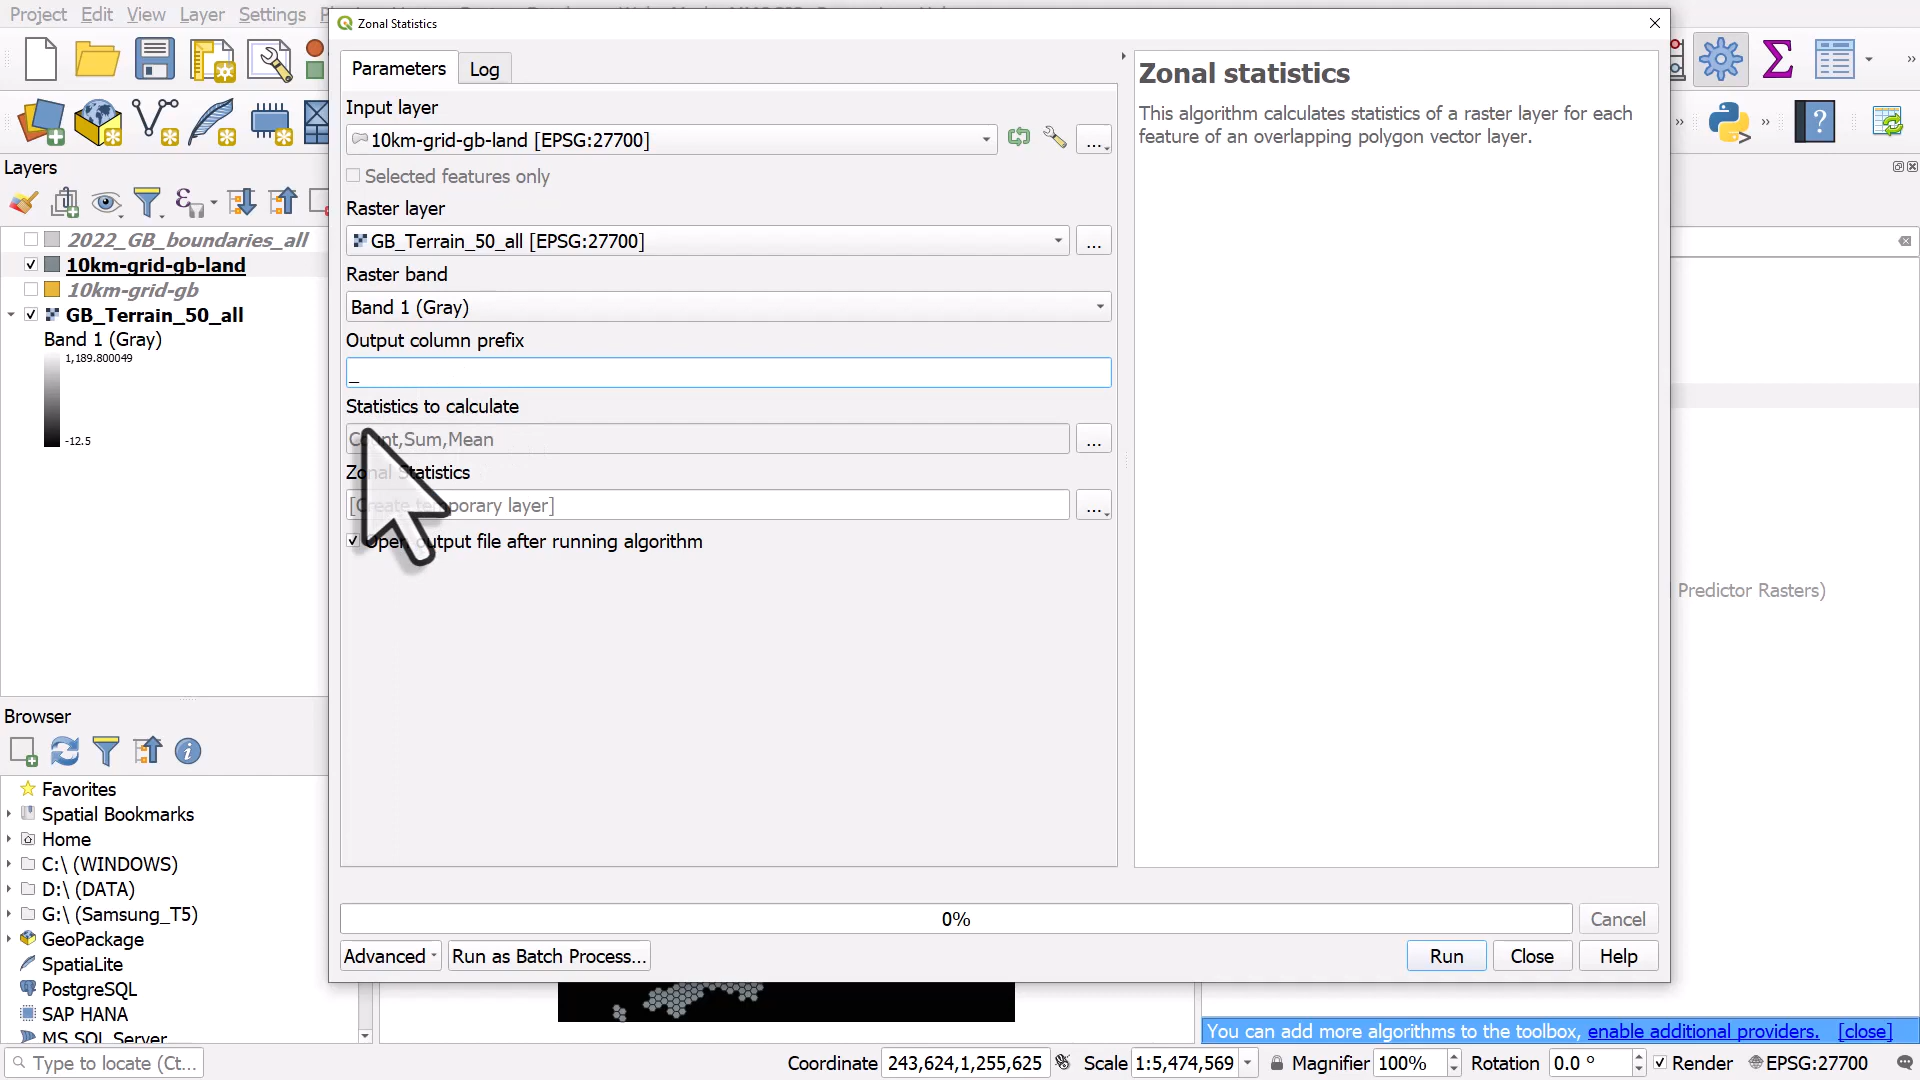 Project Edit View Layer Settings
Zonal Statistics
Parameters
Log
Input layer
10km-grid-gb-land [EPSG:27700]
Selected features only
Raster layer
GB_Terrain_50_all [EPSG:27700]
...
Raster band
Band 1 (Gray)
Output column prefix
_
Statistics to calculate
Count,Sum,Mean
...
Zonal Statistics
[Create temporary layer]
Open output file after running algorithm
Zonal statistics
This algorithm calculates statistics of a raster layer for each
feature of an overlapping polygon vector layer.
0%
Cancel
Advanced
Run as Batch Process...
Run
Close
Help
Layers
2022_GB_boundaries_all
10km-grid-gb-land
10km-grid-gb
GB_Terrain_50_all
Band 1 (Gray)
1,189.800049
-12.5
Browser
Favorites
Spatial Bookmarks
Home
C:\ (WINDOWS)
D:\ (DATA)
G:\ (Samsung_T5)
GeoPackage
SpatiaLite
PostgreSQL
SAP HANA
MS SQL Server
Predictor Rasters)
You can add more algorithms to the toolbox, enable additional providers. [close]
Type to locate (Ct...
Coordinate 243,624,1,255,625
Scale 1:5,474,569
Magnifier 100%
Rotation 0.0 °
Render
EPSG:27700